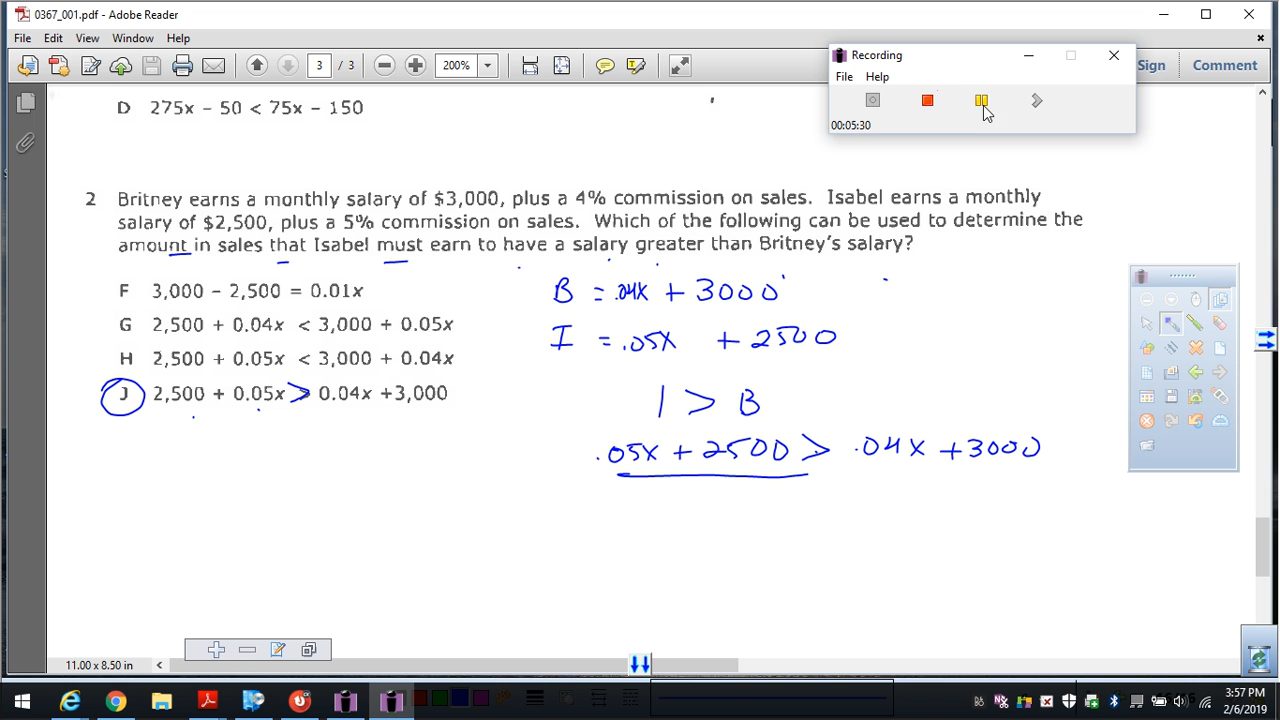 0367_001.pdf - Adobe Reader
File Edit View Window Help
3 / 3
200%
Sign
Comment
Recording
File Help
00:05:30
D 275x − 50 < 75x − 150
2 Britney earns a monthly salary of $3,000, plus a 4% commission on sales. Isabel earns a monthly
salary of $2,500, plus a 5% commission on sales. Which of the following can be used to determine the
amount in sales that Isabel must earn to have a salary greater than Britney's salary?
F 3,000 − 2,500 = 0.01x
G 2,500 + 0.04x < 3,000 + 0.05x
H 2,500 + 0.05x < 3,000 + 0.04x
J 2,500 + 0.05x > 0.04x +3,000
B = .04x + 3000
I = .05x + 2500
I > B
.05x + 2500 > .04x + 3000
11.00 x 8.50 in
3:57 PM
2/6/2019